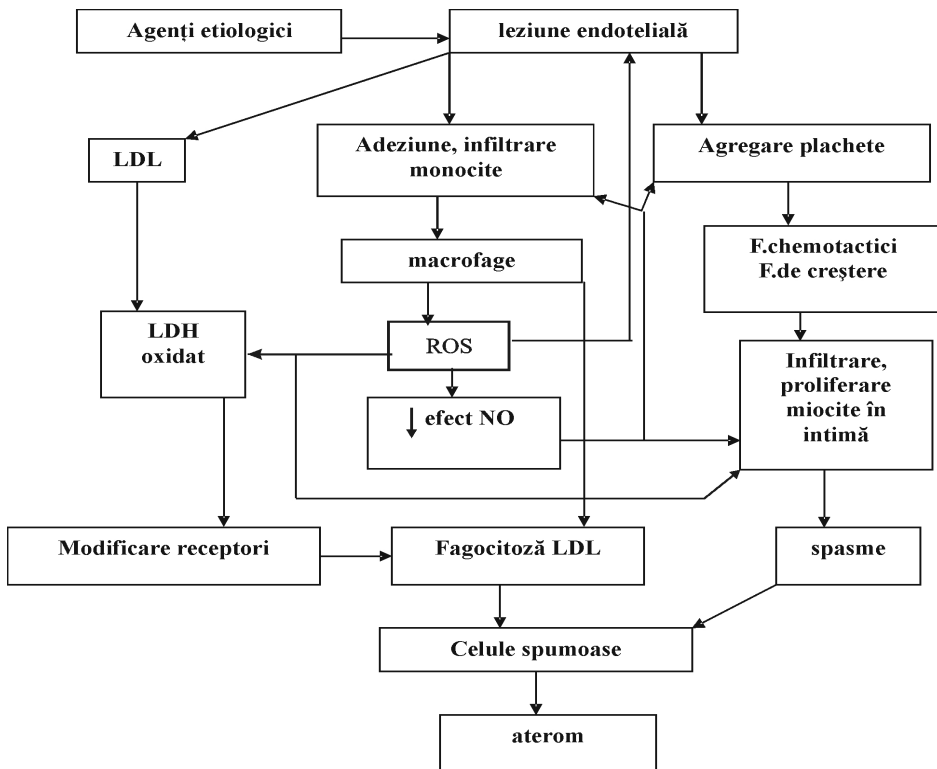 Agenți etiologici
leziune endotelială
LDL
Adeziune, infiltrare
monocite
Agregare plachete
macrofage
F.chemotactici
F.de creştere
LDH
oxidat
ROS
Infiltrare,
proliferare
miocite în
intimă
efect NO
Modificare receptori
Fagocitoză LDL
spasme
Celule spumoase
aterom